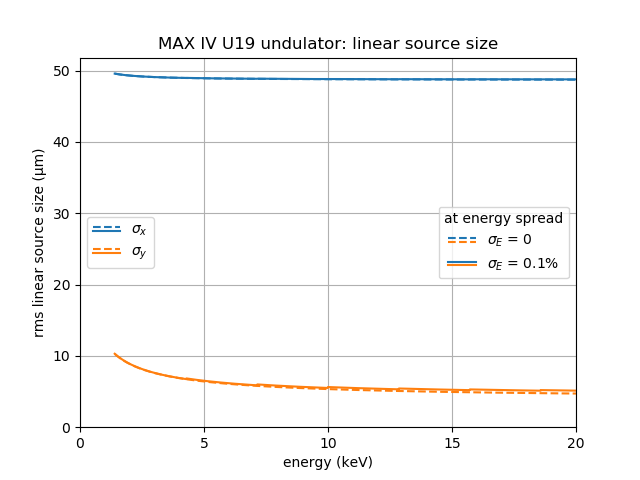 MAX IV U19 undulator: linear source size
rms linear source size (μm)
50
40
30
20
10
0
σx
σy
at energy spread
σE = 0
σE = 0.1%
0 5 10 15 20
energy (keV)